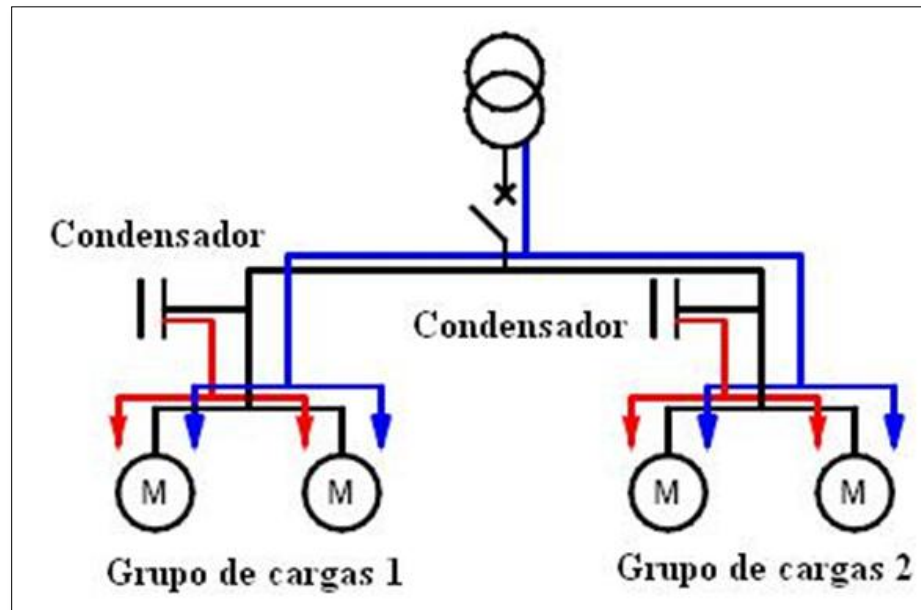 Condensador
Condensador
M
M
M
M
Grupo de cargas 1
Grupo de cargas 2